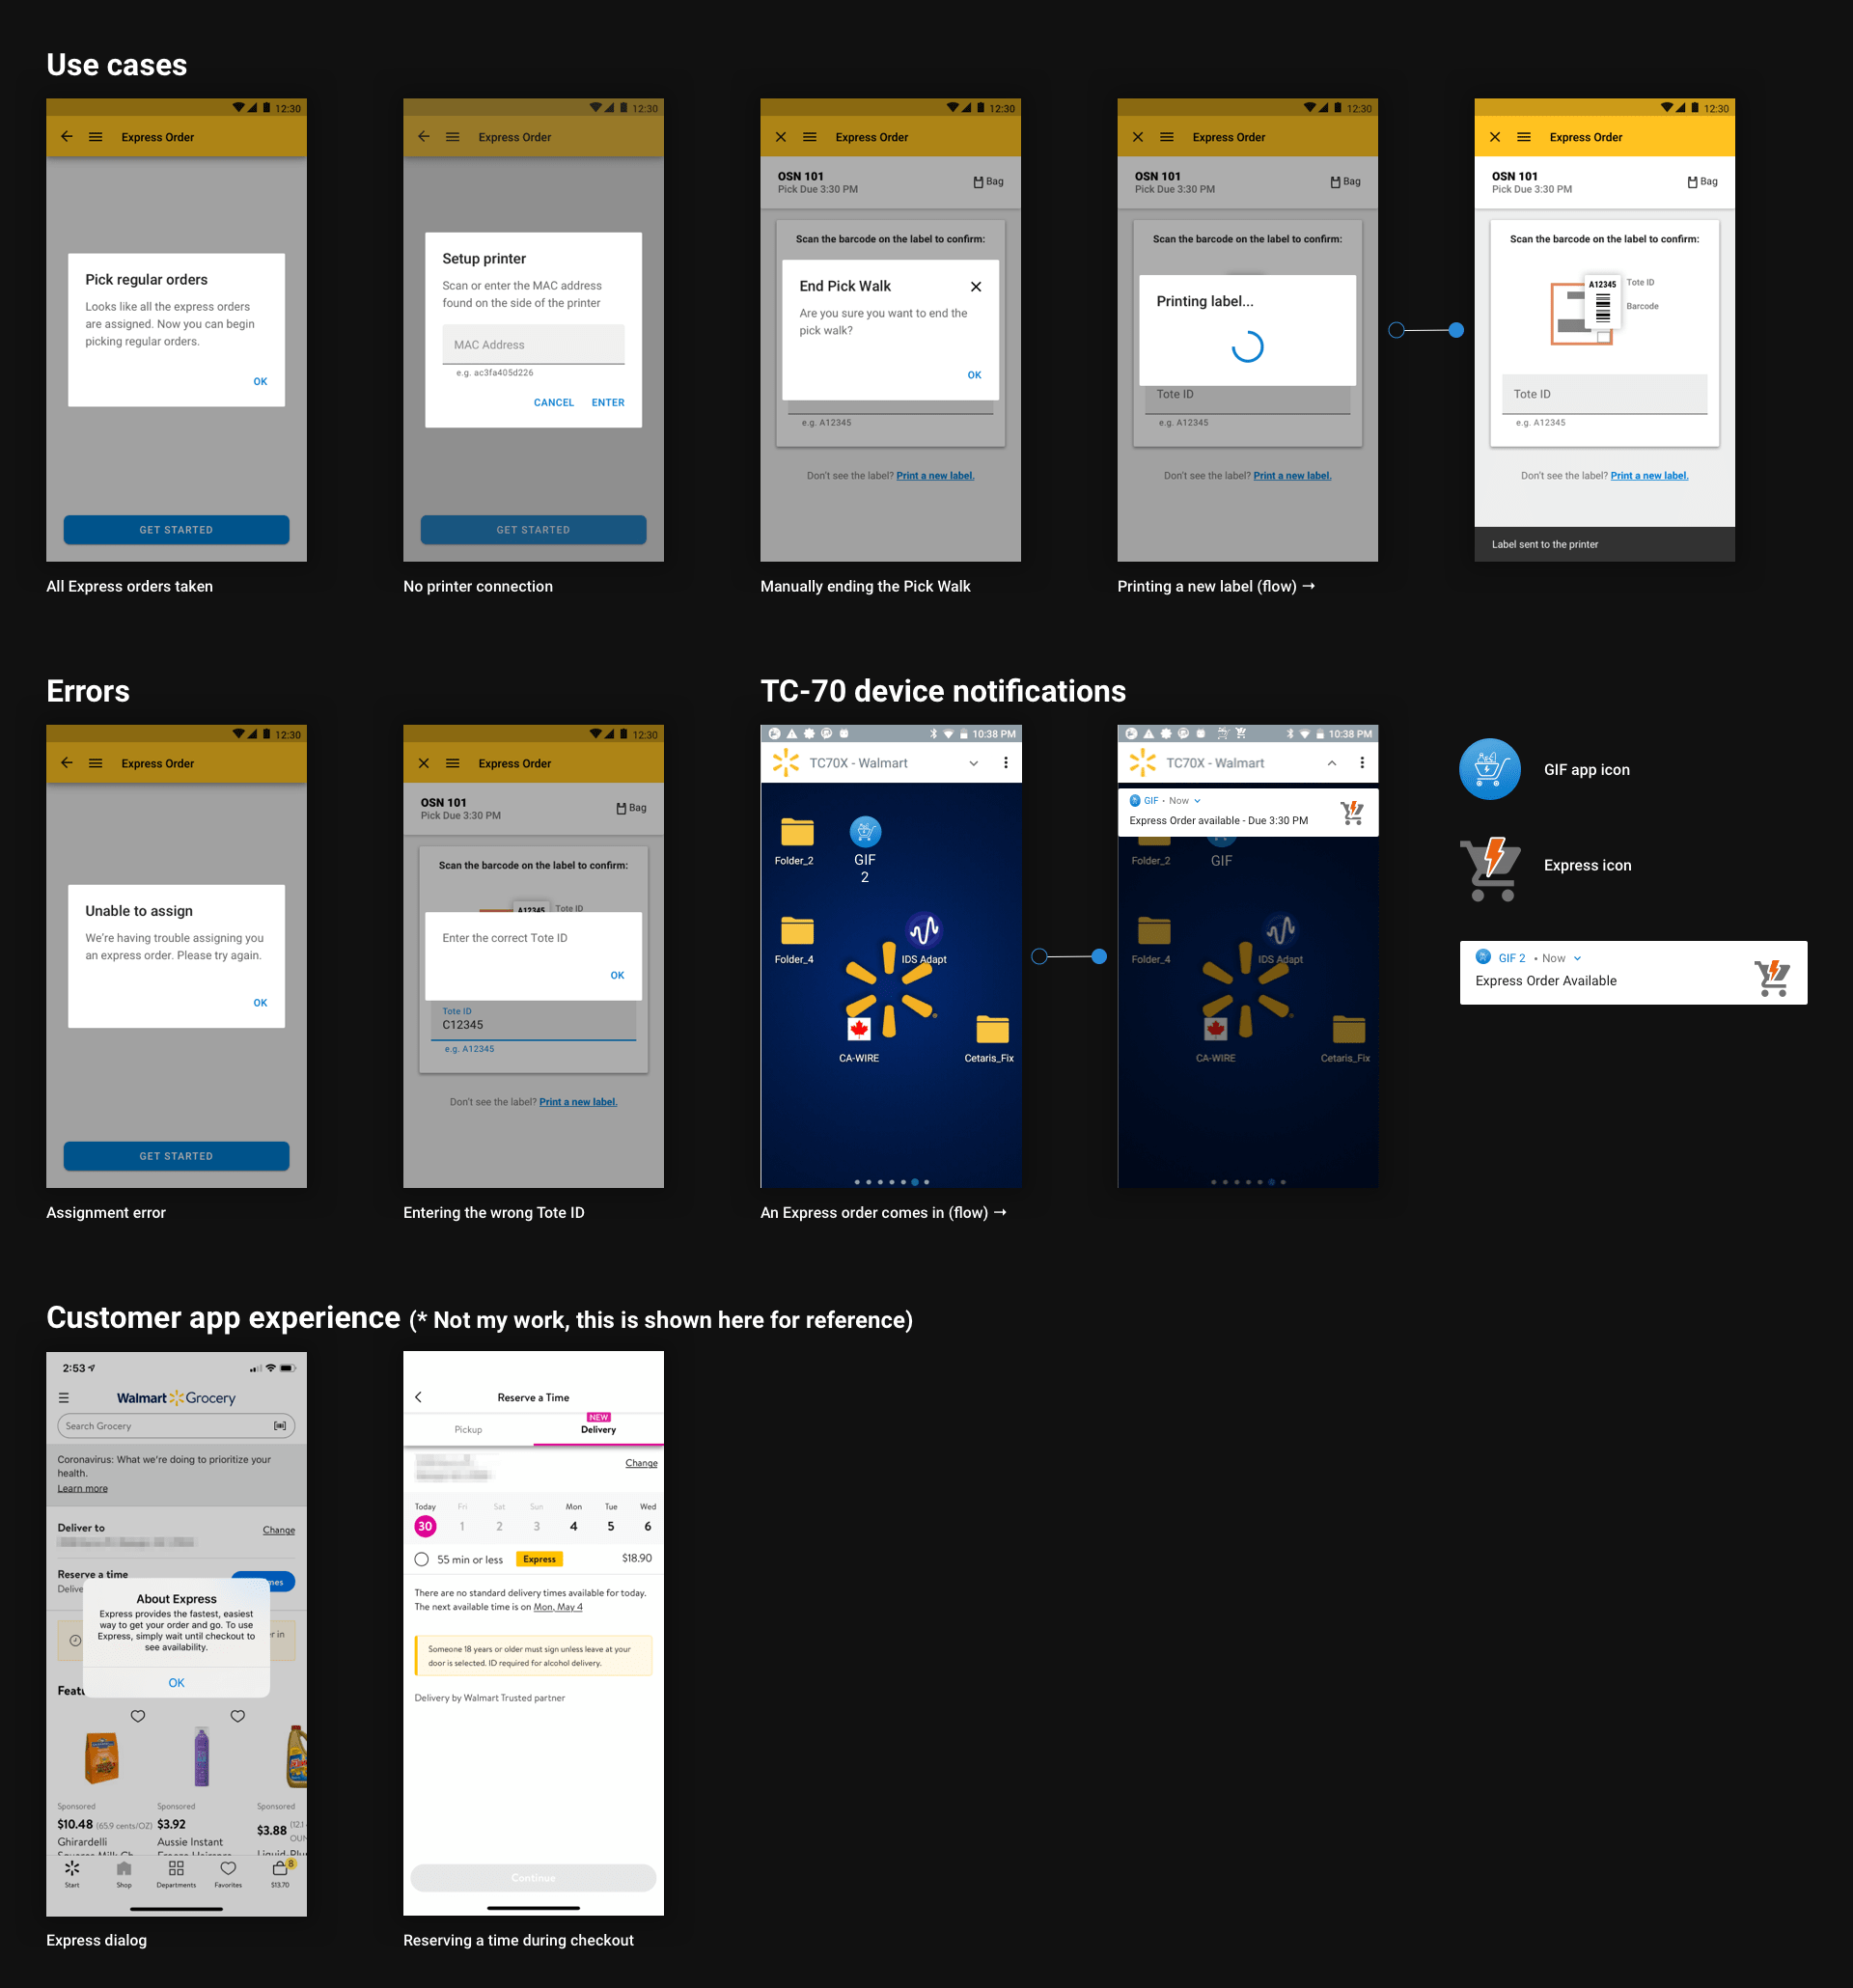 Use cases
12:30
Express Order
Pick regular orders
Looks like all the express orders
are assigned. Now you can begin
picking regular orders.
OK
GET STARTED
All Express orders taken
12:30
Express Order
Setup printer
Scan or enter the MAC address
found on the side of the printer
MAC Address
e.g. ac3fa405d226
CANCEL ENTER
GET STARTED
No printer connection
12:30
Express Order
OSN 101
Pick Due 3:30 PM
Bag
Scan the barcode on the label to confirm:
End Pick Walk
Are you sure you want to end the
pick walk?
OK
e.g. A12345
Don't see the label? Print a new label.
Manually ending the Pick Walk
12:30
Express Order
OSN 101
Pick Due 3:30 PM
Bag
Scan the barcode on the label to confirm:
Printing label...
Tote ID
e.g. A12345
Don't see the label? Print a new label.
Printing a new label (flow) →
12:30
Express Order
OSN 101
Pick Due 3:30 PM
Bag
Scan the barcode on the label to confirm:
A12345
Tote ID
Barcode
Tote ID
e.g. A12345
Don't see the label? Print a new label.
Label sent to the printer
Errors
12:30
Express Order
Unable to assign
We're having trouble assigning you
an express order. Please try again.
OK
GET STARTED
Assignment error
12:30
Express Order
OSN 101
Pick Due 3:30 PM
Bag
Scan the barcode on the label to confirm:
A12345
Tote ID
Enter the correct Tote ID
OK
Tote ID
C12345
e.g. A12345
Don't see the label? Print a new label.
Entering the wrong Tote ID
TC-70 device notifications
10:38 PM
TC70X - Walmart
Folder_2
GIF
2
Folder_4
IDS Adapt
CA-WIRE
Cetaris_Fix
An Express order comes in (flow) →
10:38 PM
TC70X - Walmart
GIF • Now
Express Order available - Due 3:30 PM
Folder_2
GIF
Folder_4
IDS Adapt
CA-WIRE
Cetaris_Fix
GIF app icon
Express icon
GIF 2 • Now
Express Order Available
Customer app experience (* Not my work, this is shown here for reference)
2:53
Walmart Grocery
Search Grocery
Coronavirus: What we're doing to prioritize your
health.
Learn more
Deliver to
Change
Reserve a time
About Express
Express provides the fastest, easiest
way to get your order and go. To use
Express, simply wait until checkout to
see availability.
OK
Sponsored
$10.48 (65.9 cents/OZ)
Ghirardelli
Sponsored
$3.92
Aussie Instant
Sponsored
$3.88
Start
Shop
Departments
Favorites
8
$13.70
Express dialog
Reserve a Time
Pickup
NEW
Delivery
Change
Today Fri Sat Sun Mon Tue Wed
30 1 2 3 4 5 6
55 min or less Express $18.90
There are no standard delivery times available for today.
The next available time is on Mon, May 4
Someone 18 years or older must sign unless leave at your
door is selected. ID required for alcohol delivery.
Delivery by Walmart Trusted partner
Continue
Reserving a time during checkout